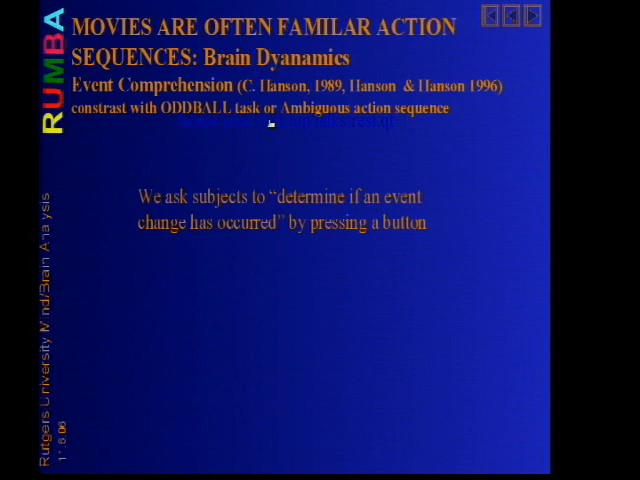 MOVIES ARE OFTEN FAMILAR ACTION
SEQUENCES: Brain Dyanamics
Event Comprehension (C. Hanson, 1989, Hanson & Hanson 1996)
constrast with ODDBALL task or Ambiguous action sequence
We ask subjects to “determine if an event
change has occurred” by pressing a button
RUMBA
Rutgers University Mind/Brain Analysis